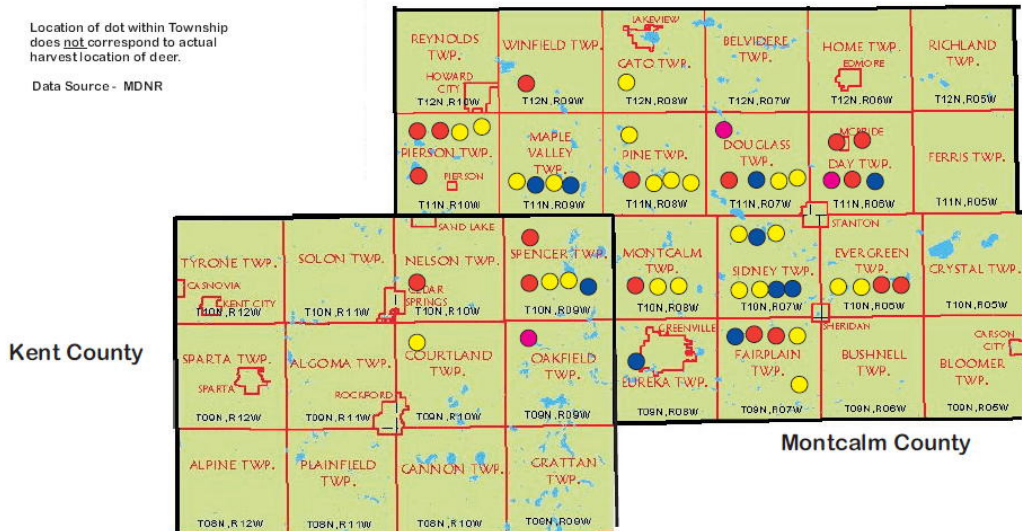 Location of dot within Township
does not correspond to actual
harvest location of deer.
Data Source - MDNR
REYNOLDS
TWP.
HOWARD
CITY
T12N,R10W
WINFIELD TWP.
T12N,R09W
LAKEVIEW
CATO TWP.
T12N,R08W
BELVIDERE
TWP.
T12N,R07W
HOME TWP.
EDMORE
T12N,R06W
RICHLAND
TWP.
T12N,R05W
PIERSON TWP.
PIERSON
T11N,R10W
MAPLE
VALLEY
TWP.
T11N,R09W
PINE TWP.
T11N,R08W
DOUGLASS
TWP.
T11N,R07W
MCBRIDE
DAY TWP.
T11N,R06W
FERRIS TWP.
T11N,R05W
STANTON
TYRONE TWP.
CASNOVIA
KENT CITY
T10N,R12W
SOLON TWP.
T10N,R11W
SAND LAKE
NELSON TWP.
CEDAR
SPRINGS
T10N,R10W
SPENCER TWP.
T10N,R09W
MONTCALM
TWP.
T10N,R08W
SIDNEY TWP.
T10N,R07W
EVERGREEN
TWP.
T10N,R05W
SHERIDAN
CRYSTAL TWP.
T10N,R05W
Kent County
SPARTA TWP.
SPARTA
T09N,R12W
ALGOMA TWP.
ROCKFORD
T09N,R11W
COURTLAND
TWP.
T09N,R10W
OAKFIELD
TWP.
T09N,R09W
GREENVILLE
EUREKA TWP.
T09N,R08W
FAIRPLAIN
TWP.
T09N,R07W
BUSHNELL
TWP.
T09N,R06W
CARSON
CITY
BLOOMER
TWP.
T09N,R05W
Montcalm County
ALPINE TWP.
T08N,R12W
PLAINFIELD
TWP.
T08N,R11W
CANNON TWP.
T08N,R10W
GRATTAN
TWP.
T09N,R09W